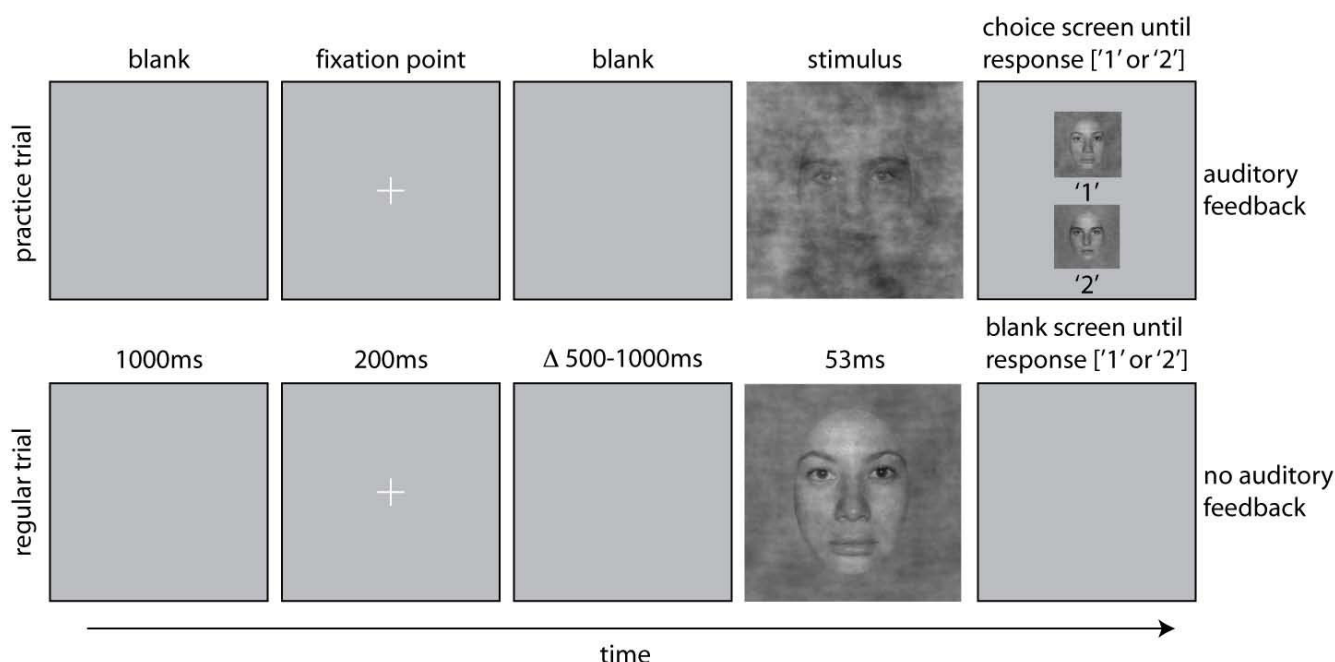 choice screen until
response ['1' or '2']
blank
fixation point
blank
stimulus
practice trial
'1'
'2'
auditory
feedback
blank screen until
response ['1' or '2']
1000ms
200ms
Δ 500-1000ms
53ms
regular trial
no auditory
feedback
time